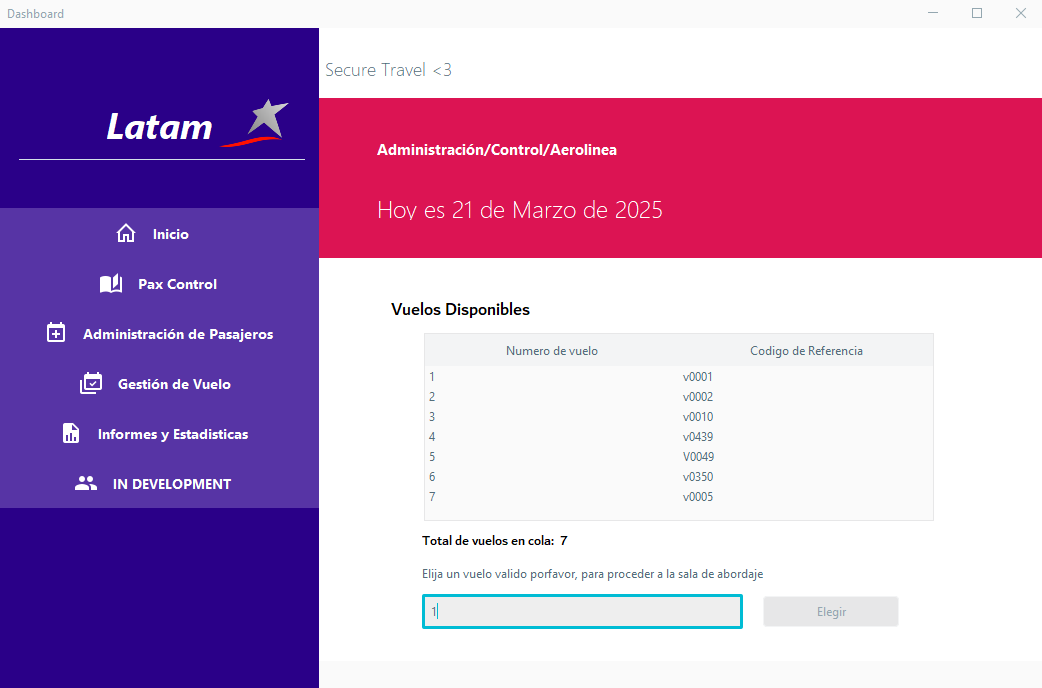 Dashboard
Secure Travel <3
Latam
Administración/Control/Aerolinea
Hoy es 21 de Marzo de 2025
Inicio
Pax Control
Administración de Pasajeros
Gestión de Vuelo
Informes y Estadisticas
IN DEVELOPMENT
Vuelos Disponibles
Numero de vuelo Codigo de Referencia
1 v0001
2 v0002
3 v0010
4 v0439
5 V0049
6 v0350
7 v0005
Total de vuelos en cola: 7
Elija un vuelo valido porfavor, para proceder a la sala de abordaje
1
Elegir